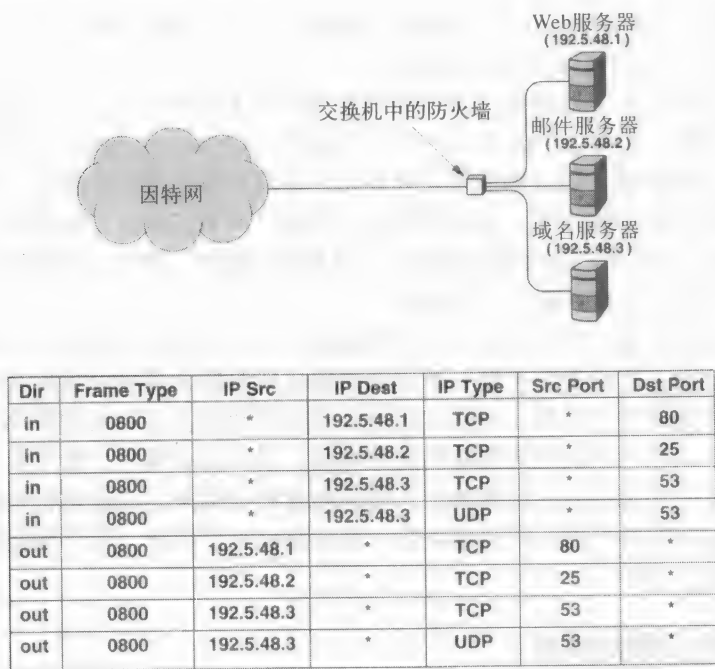 Web服务器
(192.5.48.1)
交换机中的防火墙
邮件服务器
(192.5.48.2)
因特网
域名服务器
(192.5.48.3)
Dir Frame Type IP Src IP Dest IP Type Src Port Dst Port
in 0800 * 192.5.48.1 TCP * 80
in 0800 * 192.5.48.2 TCP * 25
in 0800 * 192.5.48.3 TCP * 53
in 0800 * 192.5.48.3 UDP * 53
out 0800 192.5.48.1 * TCP 80 *
out 0800 192.5.48.2 * TCP 25 *
out 0800 192.5.48.3 * TCP 53 *
out 0800 192.5.48.3 * UDP 53 *